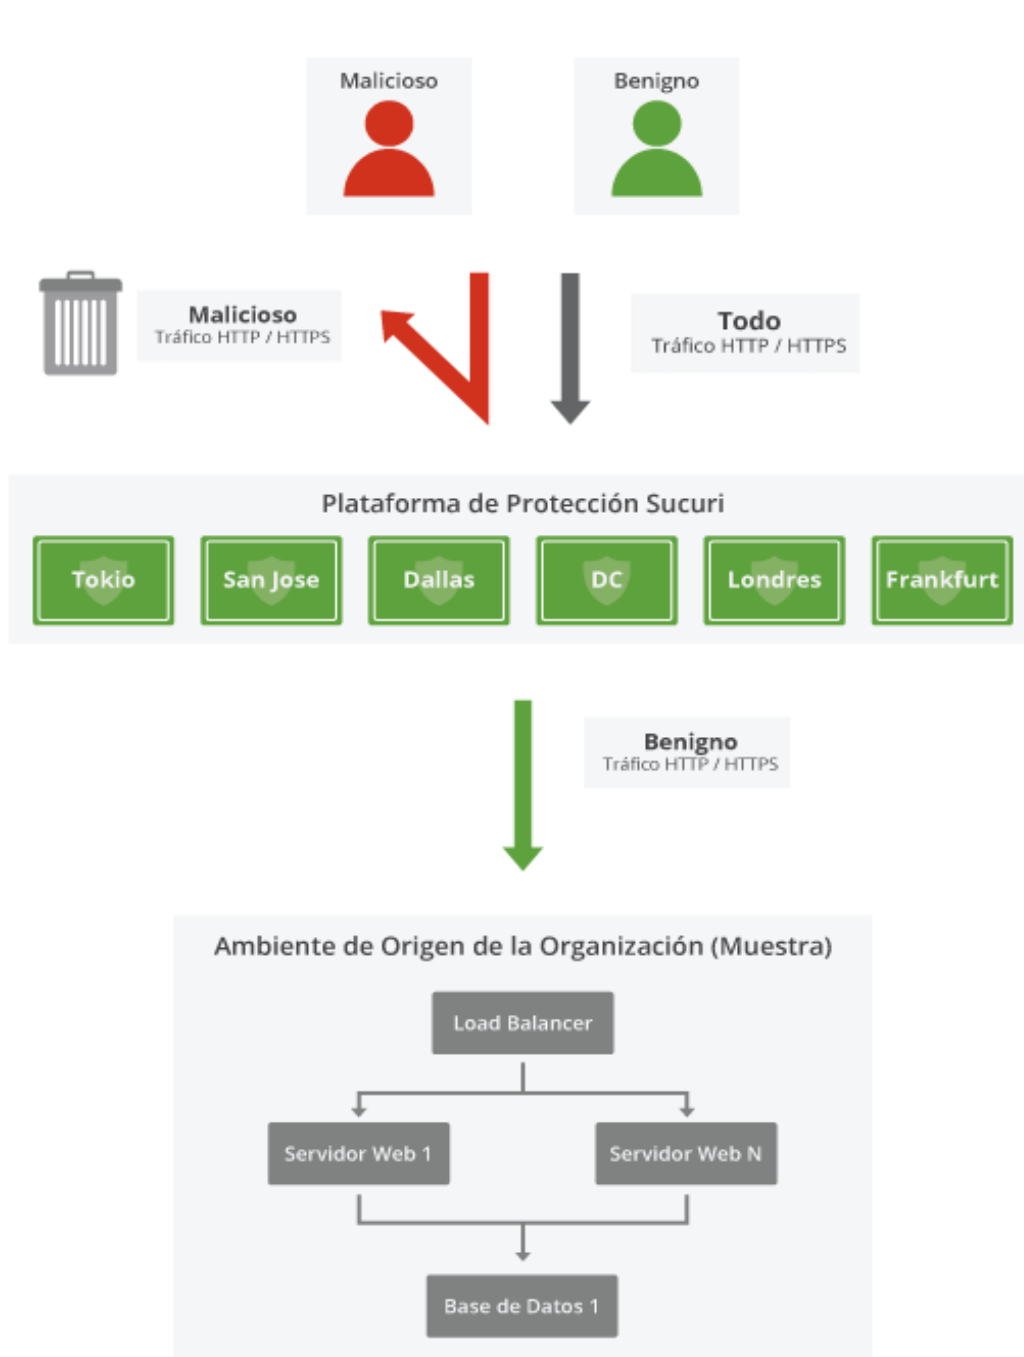 Malicioso
Benigno
Malicioso
Tráfico HTTP / HTTPS
Todo
Tráfico HTTP / HTTPS
Plataforma de Protección Sucuri
Tokio
San Jose
Dallas
DC
Londres
Frankfurt
Benigno
Tráfico HTTP / HTTPS
Ambiente de Origen de la Organización (Muestra)
Load Balancer
Servidor Web 1
Servidor Web N
Base de Datos 1